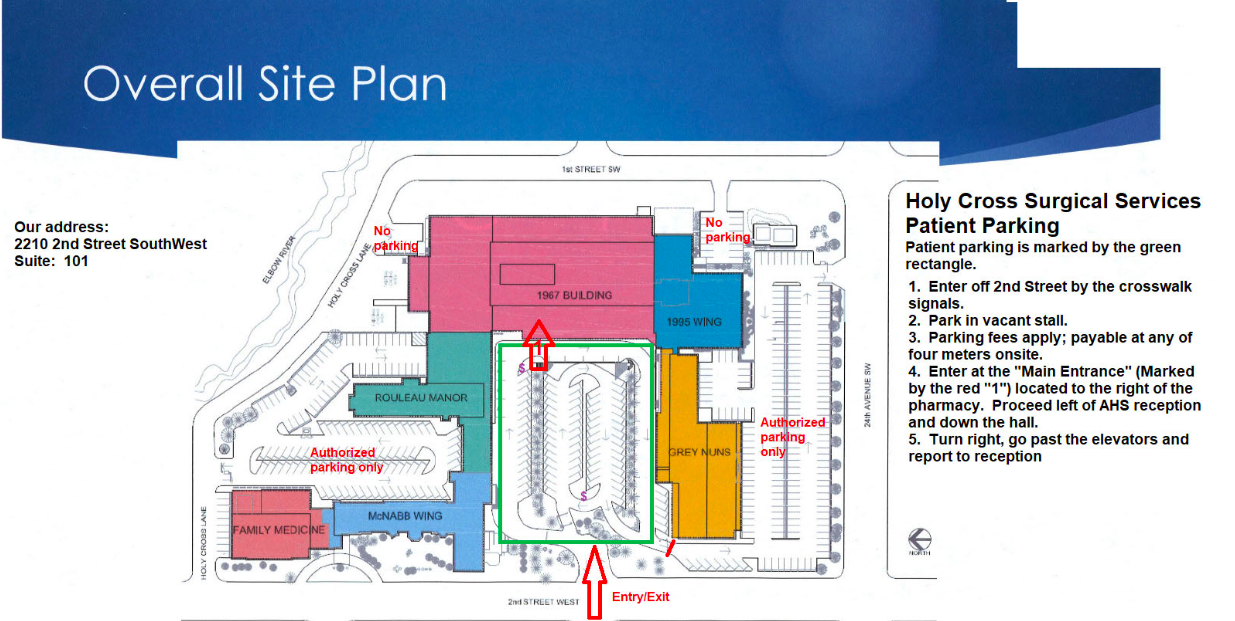 Overall Site Plan
Our address:
2210 2nd Street SouthWest
Suite:  101
1st STREET SW
No
parking
No
parking
ELBOW RIVER
HOLY CROSS LANE
1967 BUILDING
1995 WING
1
$
ROULEAU MANOR
Authorized
parking only
GREY NUNS
Authorized
parking
only
24th AVENUE SW
$
McNABB WING
FAMILY MEDICINE
HOLY CROSS LANE
2nd STREET WEST
Entry/Exit
Holy Cross Surgical Services
Patient Parking
Patient parking is marked by the green
rectangle.
1.  Enter off 2nd Street by the crosswalk
signals.
2.  Park in vacant stall.
3.  Parking fees apply; payable at any of
four meters onsite.
4.  Enter at the "Main Entrance" (Marked
by the red "1") located to the right of the
pharmacy.  Proceed left of AHS reception
and down the hall.
5.  Turn right, go past the elevators and
report to reception
NORTH